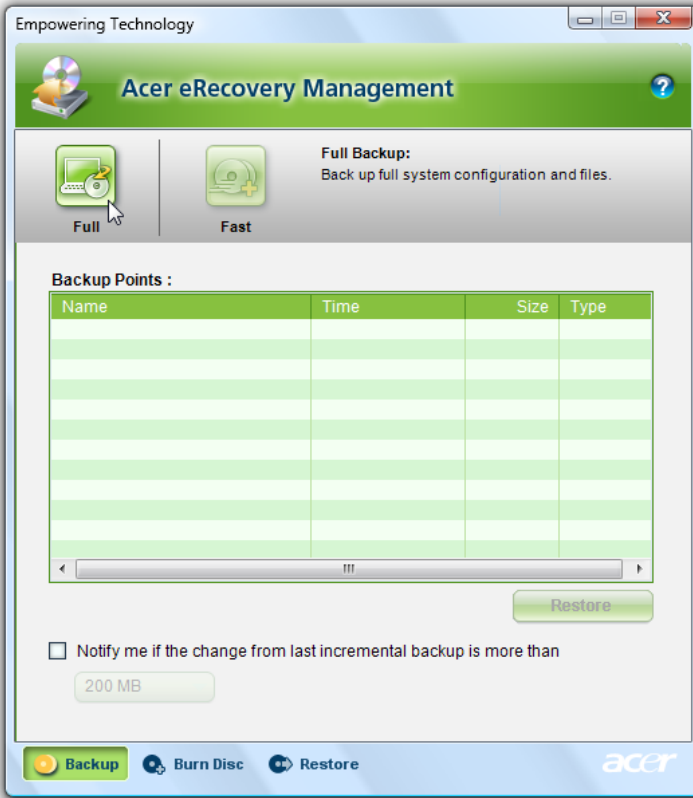 Empowering Technology
Acer eRecovery Management
?
Full Backup:
Back up full system configuration and files.
Full
Fast
Backup Points :
Name Time Size Type
Restore
Notify me if the change from last incremental backup is more than
200 MB
Backup Burn Disc Restore acer